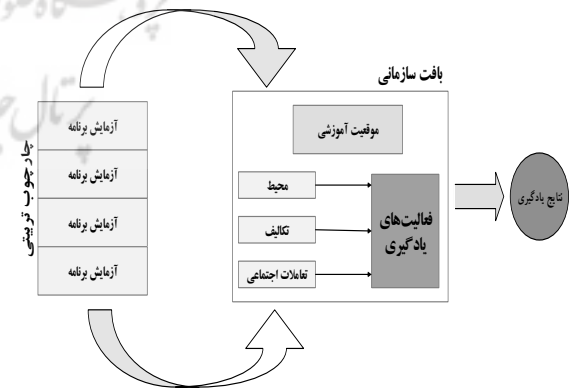 بافت سازمانی
موقعیت آموزشی
محیط
تکالیف
تعاملات اجتماعی
فعالیت‌های
یادگیری
نتایج یادگیری
چارچوب تربیتی
آزمایش برنامه
آزمایش برنامه
آزمایش برنامه
آزمایش برنامه